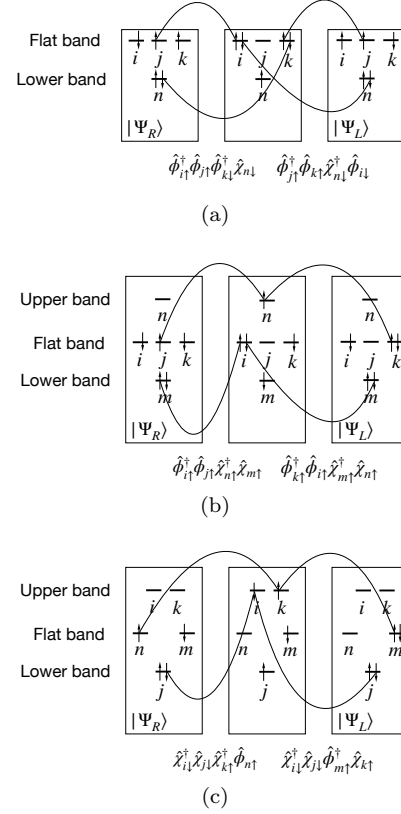 Flat band
i j k i j k i j k
Lower band
n n n
|Ψ_R⟩ |Ψ_L⟩
φ̂†_{i↑}φ̂_{j↑}φ̂†_{k↓}χ̂_{n↓} φ̂†_{j↑}φ̂_{k↑}χ̂†_{n↓}φ̂_{i↓}
(a)
Upper band
n n n
Flat band
i j k i j k i j k
Lower band
m m m
|Ψ_R⟩ |Ψ_L⟩
φ̂†_{i↑}φ̂_{j↑}χ̂†_{n↑}χ̂_{m↑} φ̂†_{k↑}φ̂_{i↑}χ̂†_{m↑}χ̂_{n↑}
(b)
Upper band
i k i k i k
Flat band
n m n m n m
Lower band
j j j
|Ψ_R⟩ |Ψ_L⟩
χ̂†_{i↓}χ̂_{j↓}χ̂†_{k↑}φ̂_{n↑} χ̂†_{i↓}χ̂_{j↓}φ̂†_{m↑}χ̂_{k↑}
(c)